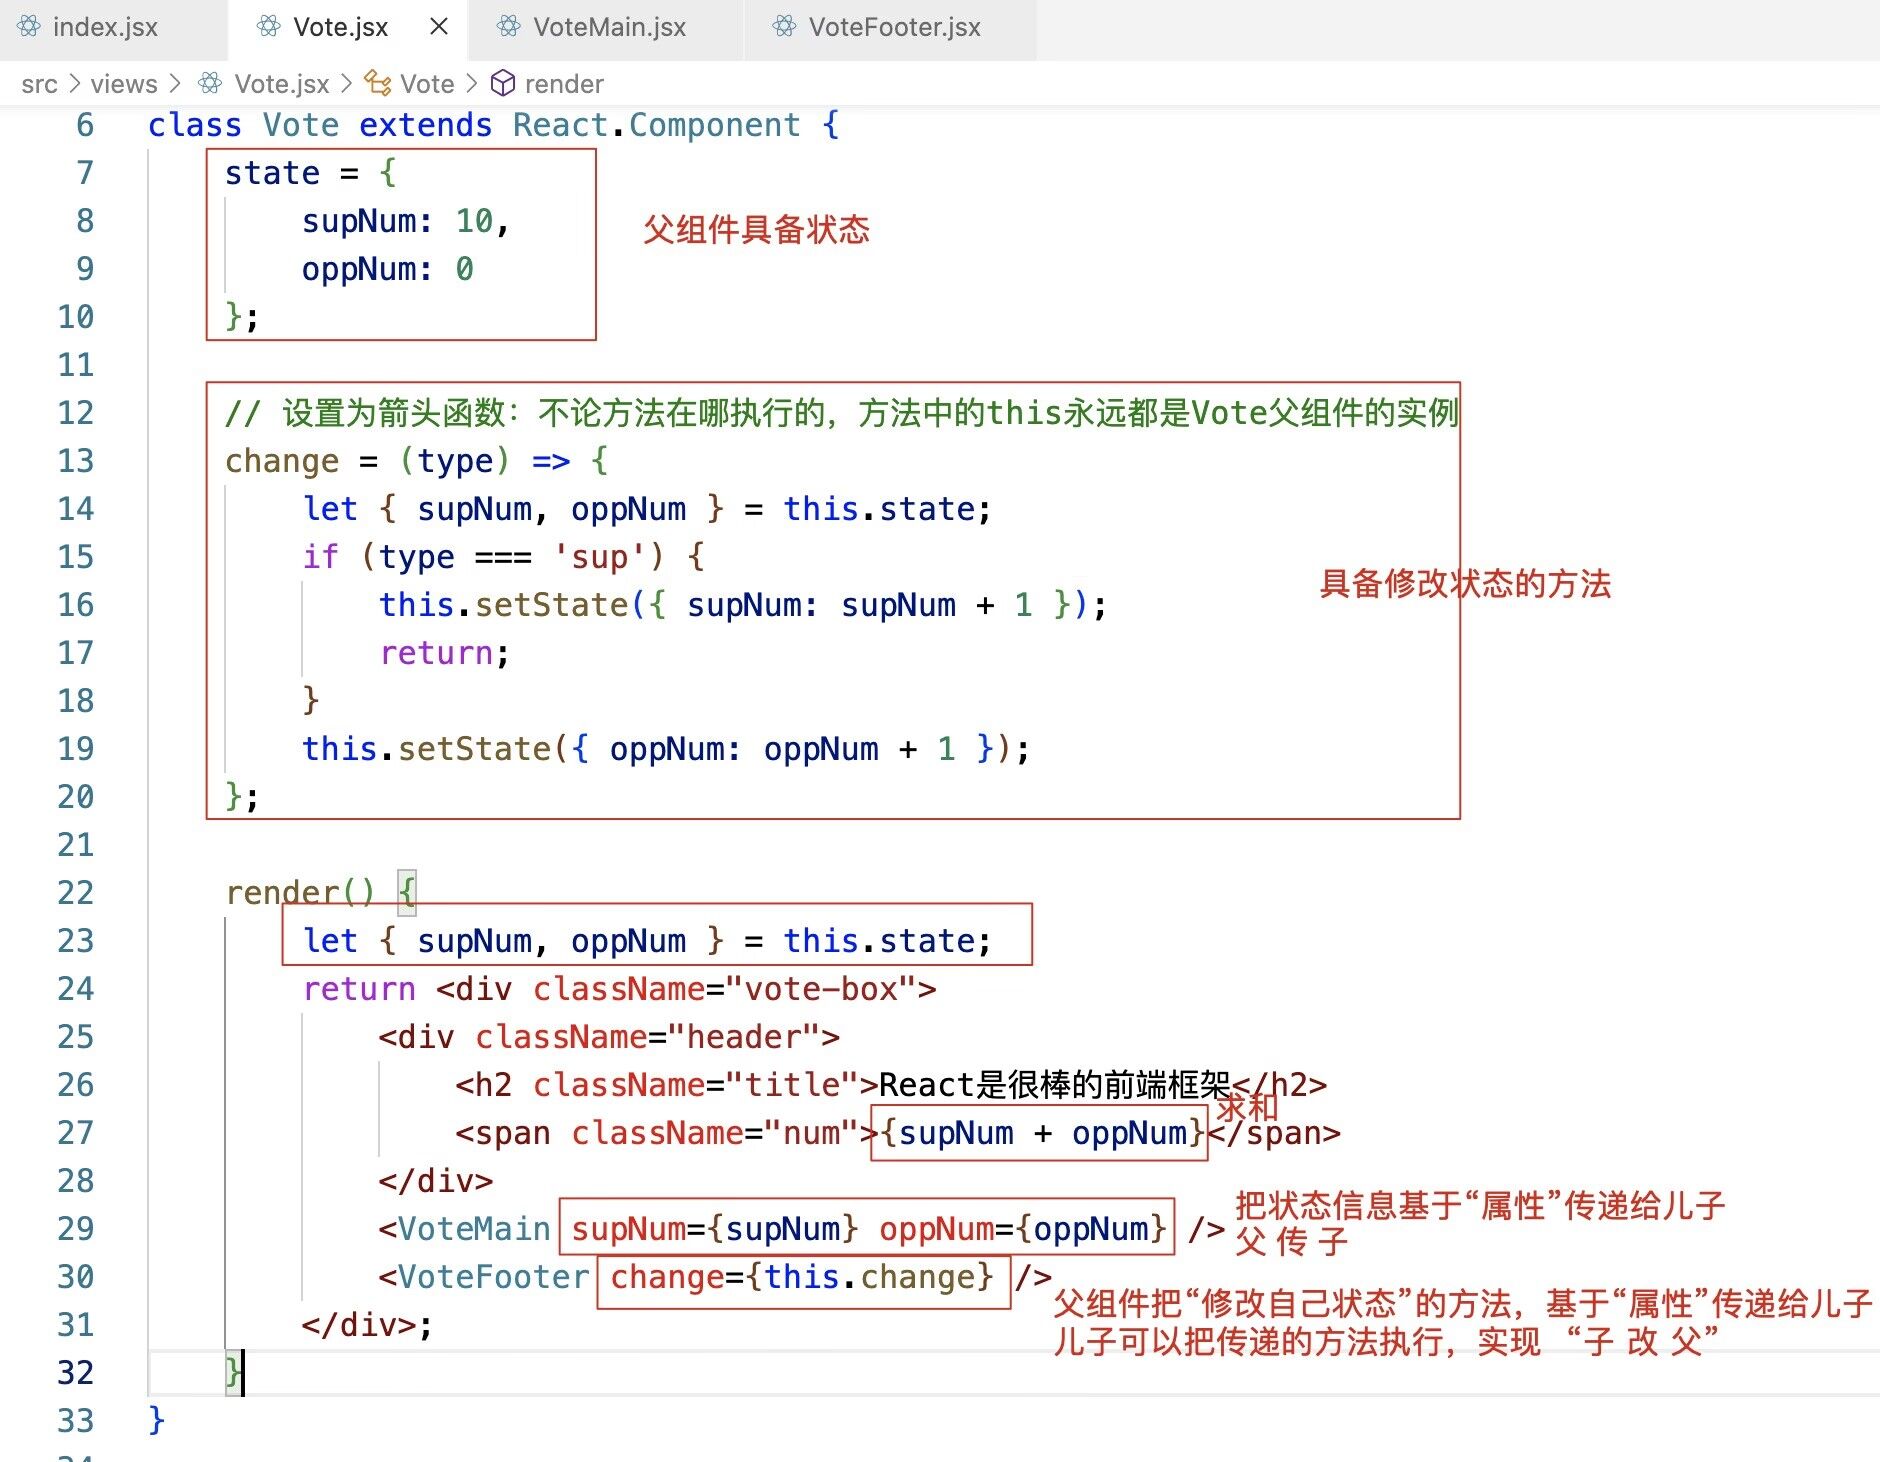 index.jsx Vote.jsx VoteMain.jsx VoteFooter.jsx
src > views > Vote.jsx > Vote > render
6 class Vote extends React.Component {
7 state = {
8 supNum: 10,
父组件具备状态
9 oppNum: 0
10 };
11
12 // 设置为箭头函数：不论方法在哪执行的，方法中的this永远都是Vote父组件的实例
13 change = (type) => {
14 let { supNum, oppNum } = this.state;
15 if (type === 'sup') {
具备修改状态的方法
16 this.setState({ supNum: supNum + 1 });
17 return;
18 }
19 this.setState({ oppNum: oppNum + 1 });
20 };
21
22 render() {
23 let { supNum, oppNum } = this.state;
24 return <div className="vote-box">
25 <div className="header">
26 <h2 className="title">React是很棒的前端框架</h2>
求和
27 <span className="num">{supNum + oppNum}</span>
28 </div>
把状态信息基于“属性”传递给儿子
29 <VoteMain supNum={supNum} oppNum={oppNum} />
父 传 子
30 <VoteFooter change={this.change} />
父组件把“修改自己状态”的方法，基于“属性”传递给儿子
31 </div>;
儿子可以把传递的方法执行，实现 “子 改 父”
32 }
33 }